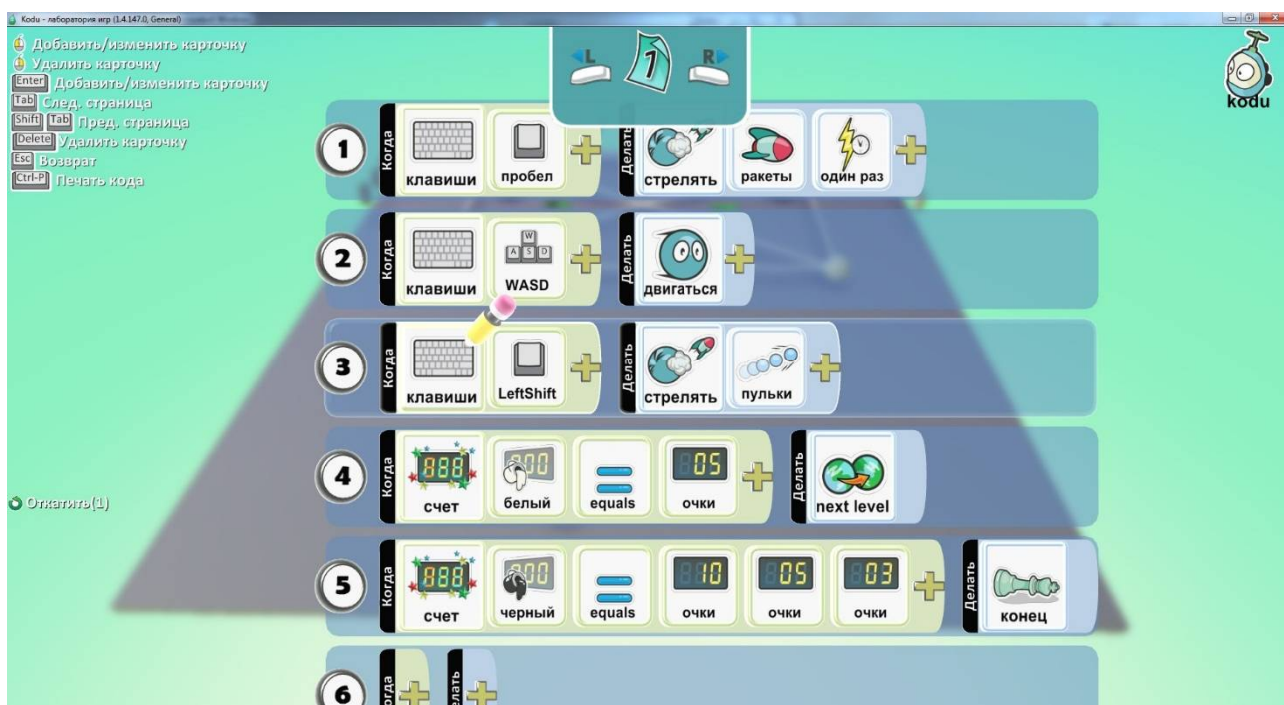 Kodu - лаборатория игр (1.4.147.0, General)
Добавить/изменить карточку
Удалить карточку
Enter Добавить/изменить карточку
Tab След. страница
Shift Tab Пред. страница
Delete Удалить карточку
Esc Возврат
Ctrl-P Печать кода
Откатить(1)
L 1 R
kodu
1 Когда клавиши пробел Делать стрелять ракеты один раз
2 Когда клавиши W A S D WASD Делать двигаться
3 Когда клавиши LeftShift Делать стрелять пульки
4 Когда 888 счет 000 белый equals 05 очки Делать next level
5 Когда 888 счет 000 черный equals 10 очки 05 очки 03 очки Делать конец
6